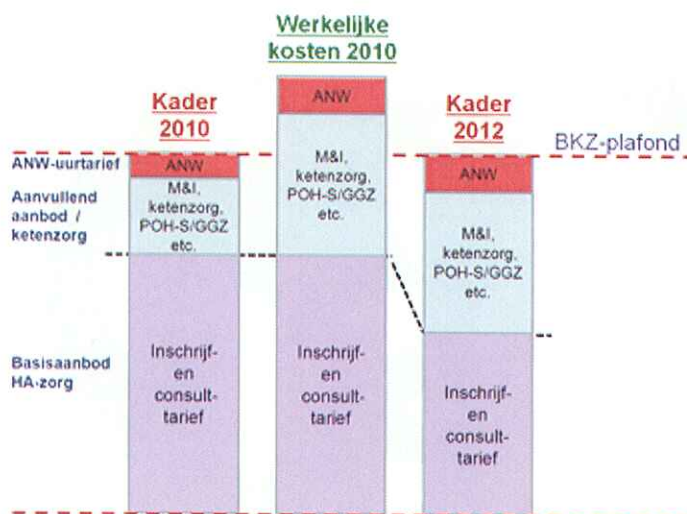 Werkelijke
kosten 2010
Kader
2010
Kader
2012
BKZ-plafond
ANW-uurtarief
Aanvullend
aanbod /
ketenzorg
Basisaanbod
HA-zorg
ANW
M&I,
ketenzorg,
POH-S/GGZ
etc.
Inschrijf-
en
consult-
tarief
ANW
M&I,
ketenzorg,
POH-S/GGZ
etc.
Inschrijf-
en
consult-
tarief
ANW
M&I,
ketenzorg,
POH-S/GGZ
etc.
Inschrijf-
en
consult-
tarief